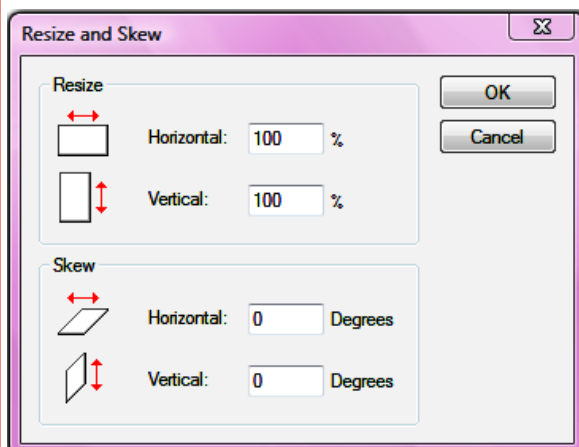 Resize and Skew
Resize
OK
Horizontal: 100 %
Cancel
Vertical: 100 %
Skew
Horizontal: 0 Degrees
Vertical: 0 Degrees